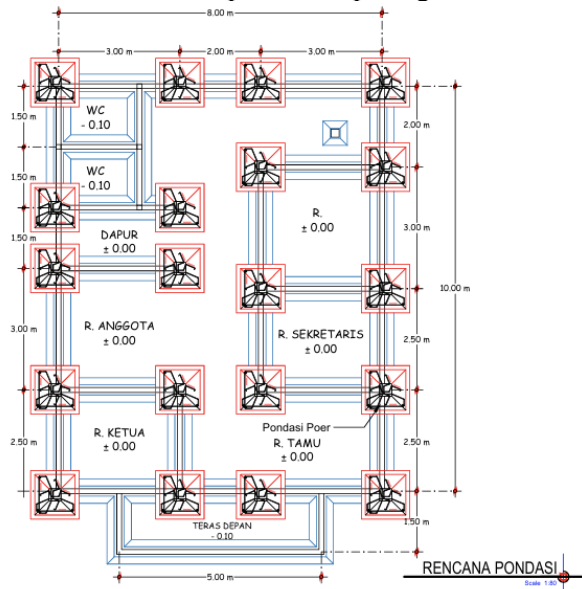 8.00 m
3.00 m
2.00 m
3.00 m
1.50 m
WC
- 0.10
2.00 m
1.50 m
WC
- 0.10
R.
± 0.00
3.00 m
1.50 m
DAPUR
± 0.00
10.00 m
3.00 m
R. ANGGOTA
± 0.00
R. SEKRETARIS
± 0.00
2.50 m
Pondasi Poer
2.50 m
R. KETUA
± 0.00
R. TAMU
± 0.00
2.50 m
TERAS DEPAN
- 0.10
1.50 m
5.00 m
RENCANA PONDASI
Scale 1:80